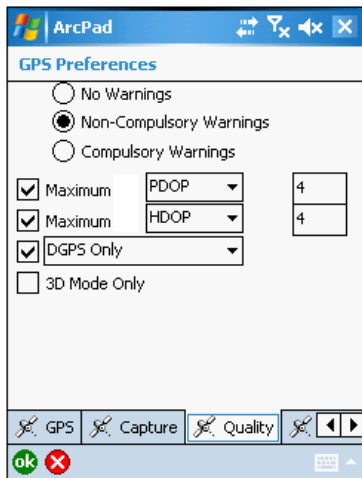 ArcPad
GPS Preferences
No Warnings
Non-Compulsory Warnings
Compulsory Warnings
Maximum PDOP 4
Maximum HDOP 4
DGPS Only
3D Mode Only
GPS Capture Quality
ok